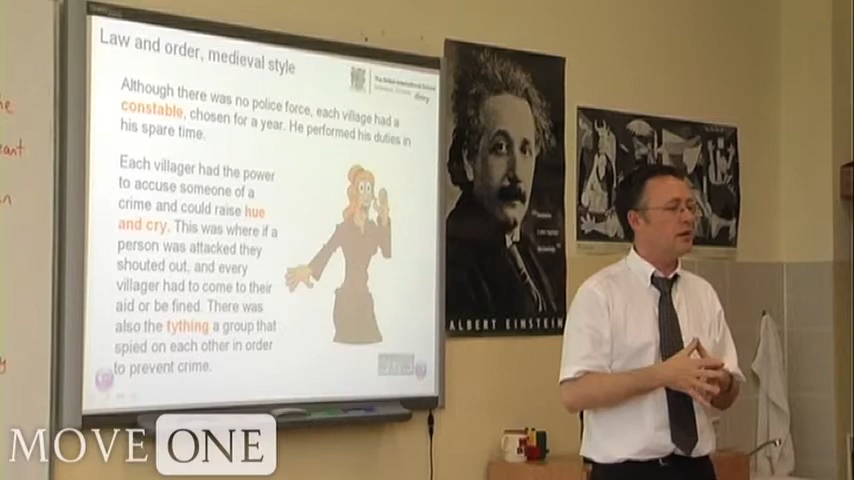 Law and order, medieval style
The British International School
Although there was no police force, each village had a
constable, chosen for a year. He performed his duties in
his spare time.
Each villager had the power
to accuse someone of a
crime and could raise hue
and cry. This was where if a
person was attacked they
shouted out, and every
villager had to come to their
aid or be fined. There was
also the tything a group that
spied on each other in order
to prevent crime.
ALBERT EINSTEIN
MOVE ONE